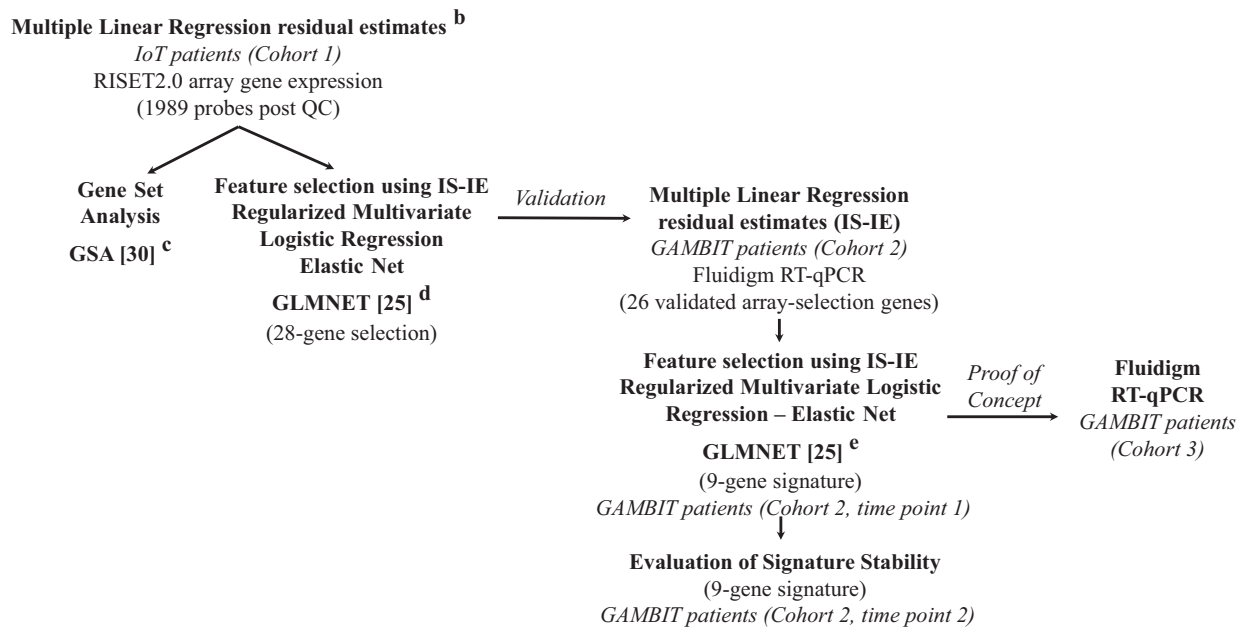 Multiple Linear Regression residual estimates b
IoT patients (Cohort 1)
RISET2.0 array gene expression
(1989 probes post QC)
Gene Set
Analysis
GSA [30] c
Feature selection using IS-IE
Regularized Multivariate
Logistic Regression
Elastic Net
GLMNET [25] d
(28-gene selection)
Validation
Multiple Linear Regression
residual estimates (IS-IE)
GAMBIT patients (Cohort 2)
Fluidigm RT-qPCR
(26 validated array-selection genes)
Feature selection using IS-IE
Regularized Multivariate Logistic
Regression – Elastic Net
GLMNET [25] e
(9-gene signature)
GAMBIT patients (Cohort 2, time point 1)
Proof of
Concept
Fluidigm
RT-qPCR
GAMBIT patients
(Cohort 3)
Evaluation of Signature Stability
(9-gene signature)
GAMBIT patients (Cohort 2, time point 2)